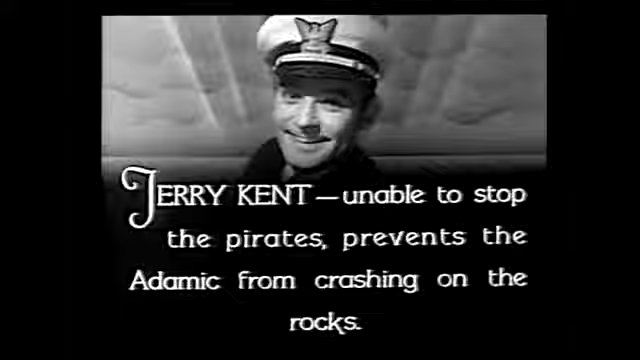 JERRY KENT — unable to stop
the pirates, prevents the
Adamic from crashing on the
rocks.